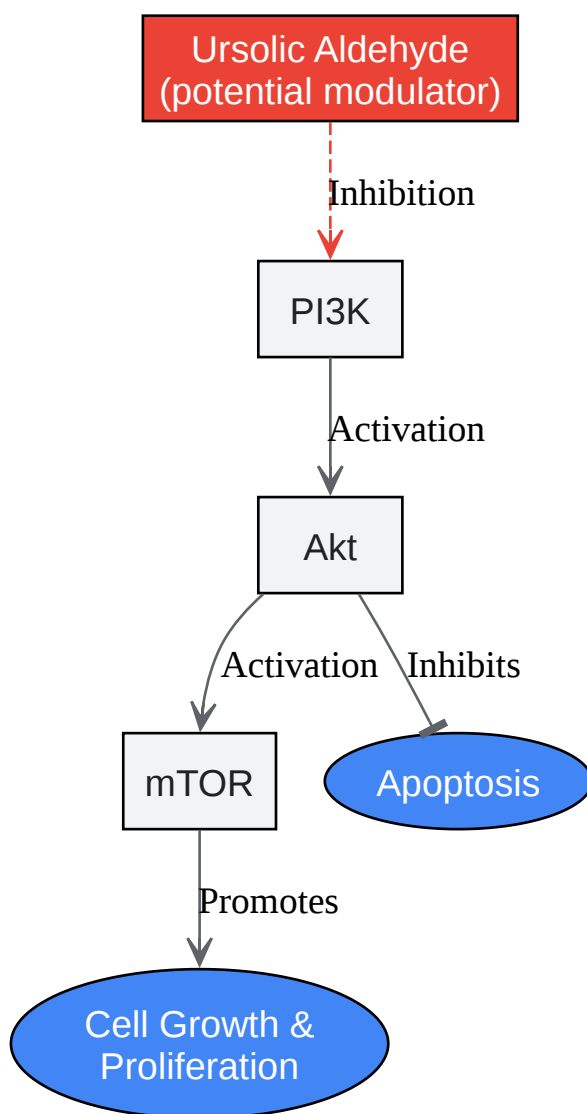 Ursolic Aldehyde
(potential modulator)
Inhibition
PI3K
Activation
Akt
Activation
Inhibits
mTOR
Apoptosis
Promotes
Cell Growth &
Proliferation